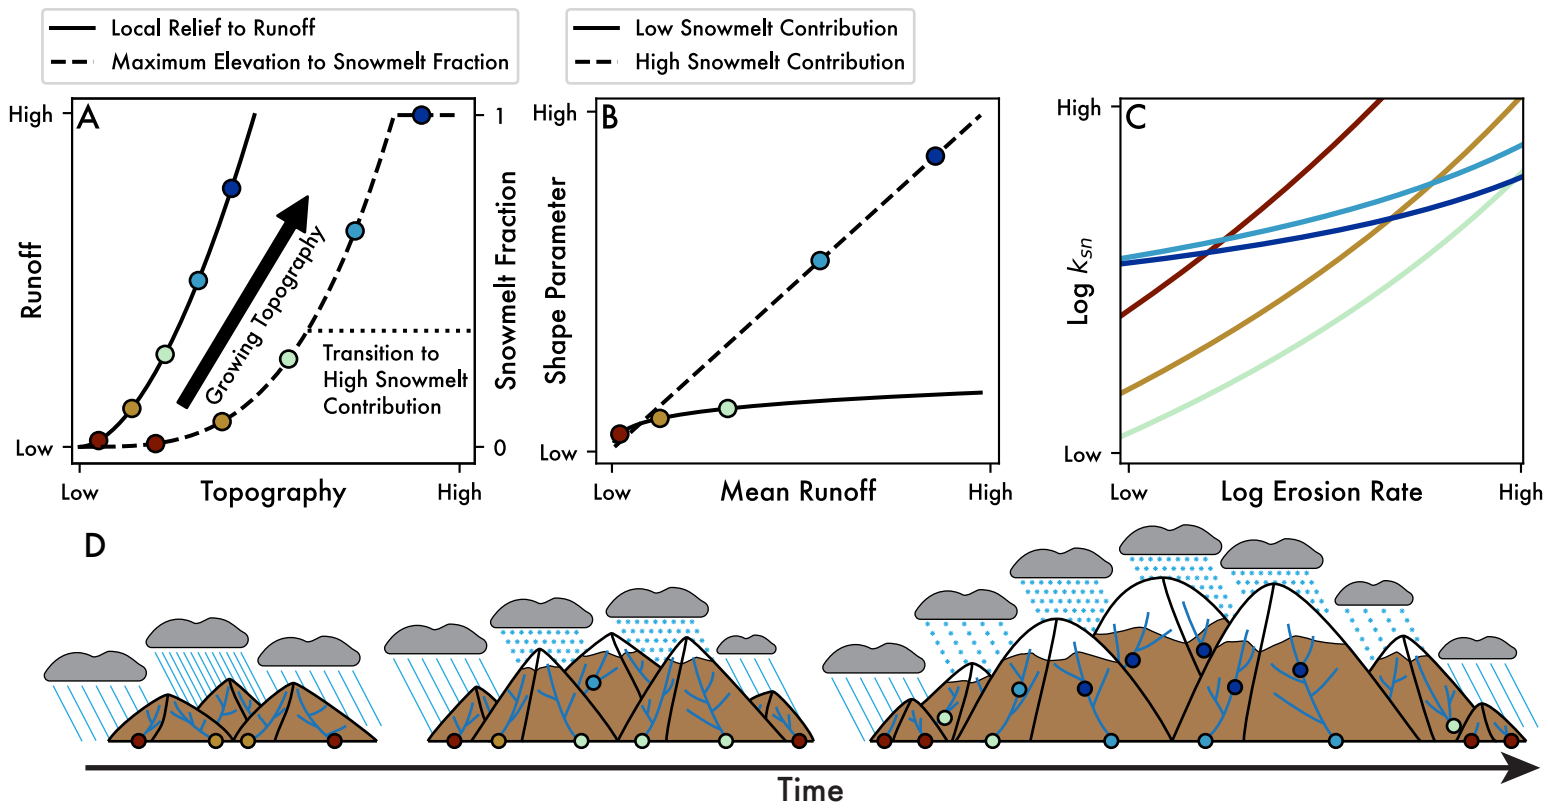 Local Relief to Runoff
Maximum Elevation to Snowmelt Fraction
Low Snowmelt Contribution
High Snowmelt Contribution
A
High
Low
Runoff
Growing Topography
Transition to
High Snowmelt
Contribution
1
0
Snowmelt Fraction
Low
Topography
High
B
High
Low
Shape Parameter
Low
Mean Runoff
High
C
High
Low
Log ksn
Low
Log Erosion Rate
High
D
Time